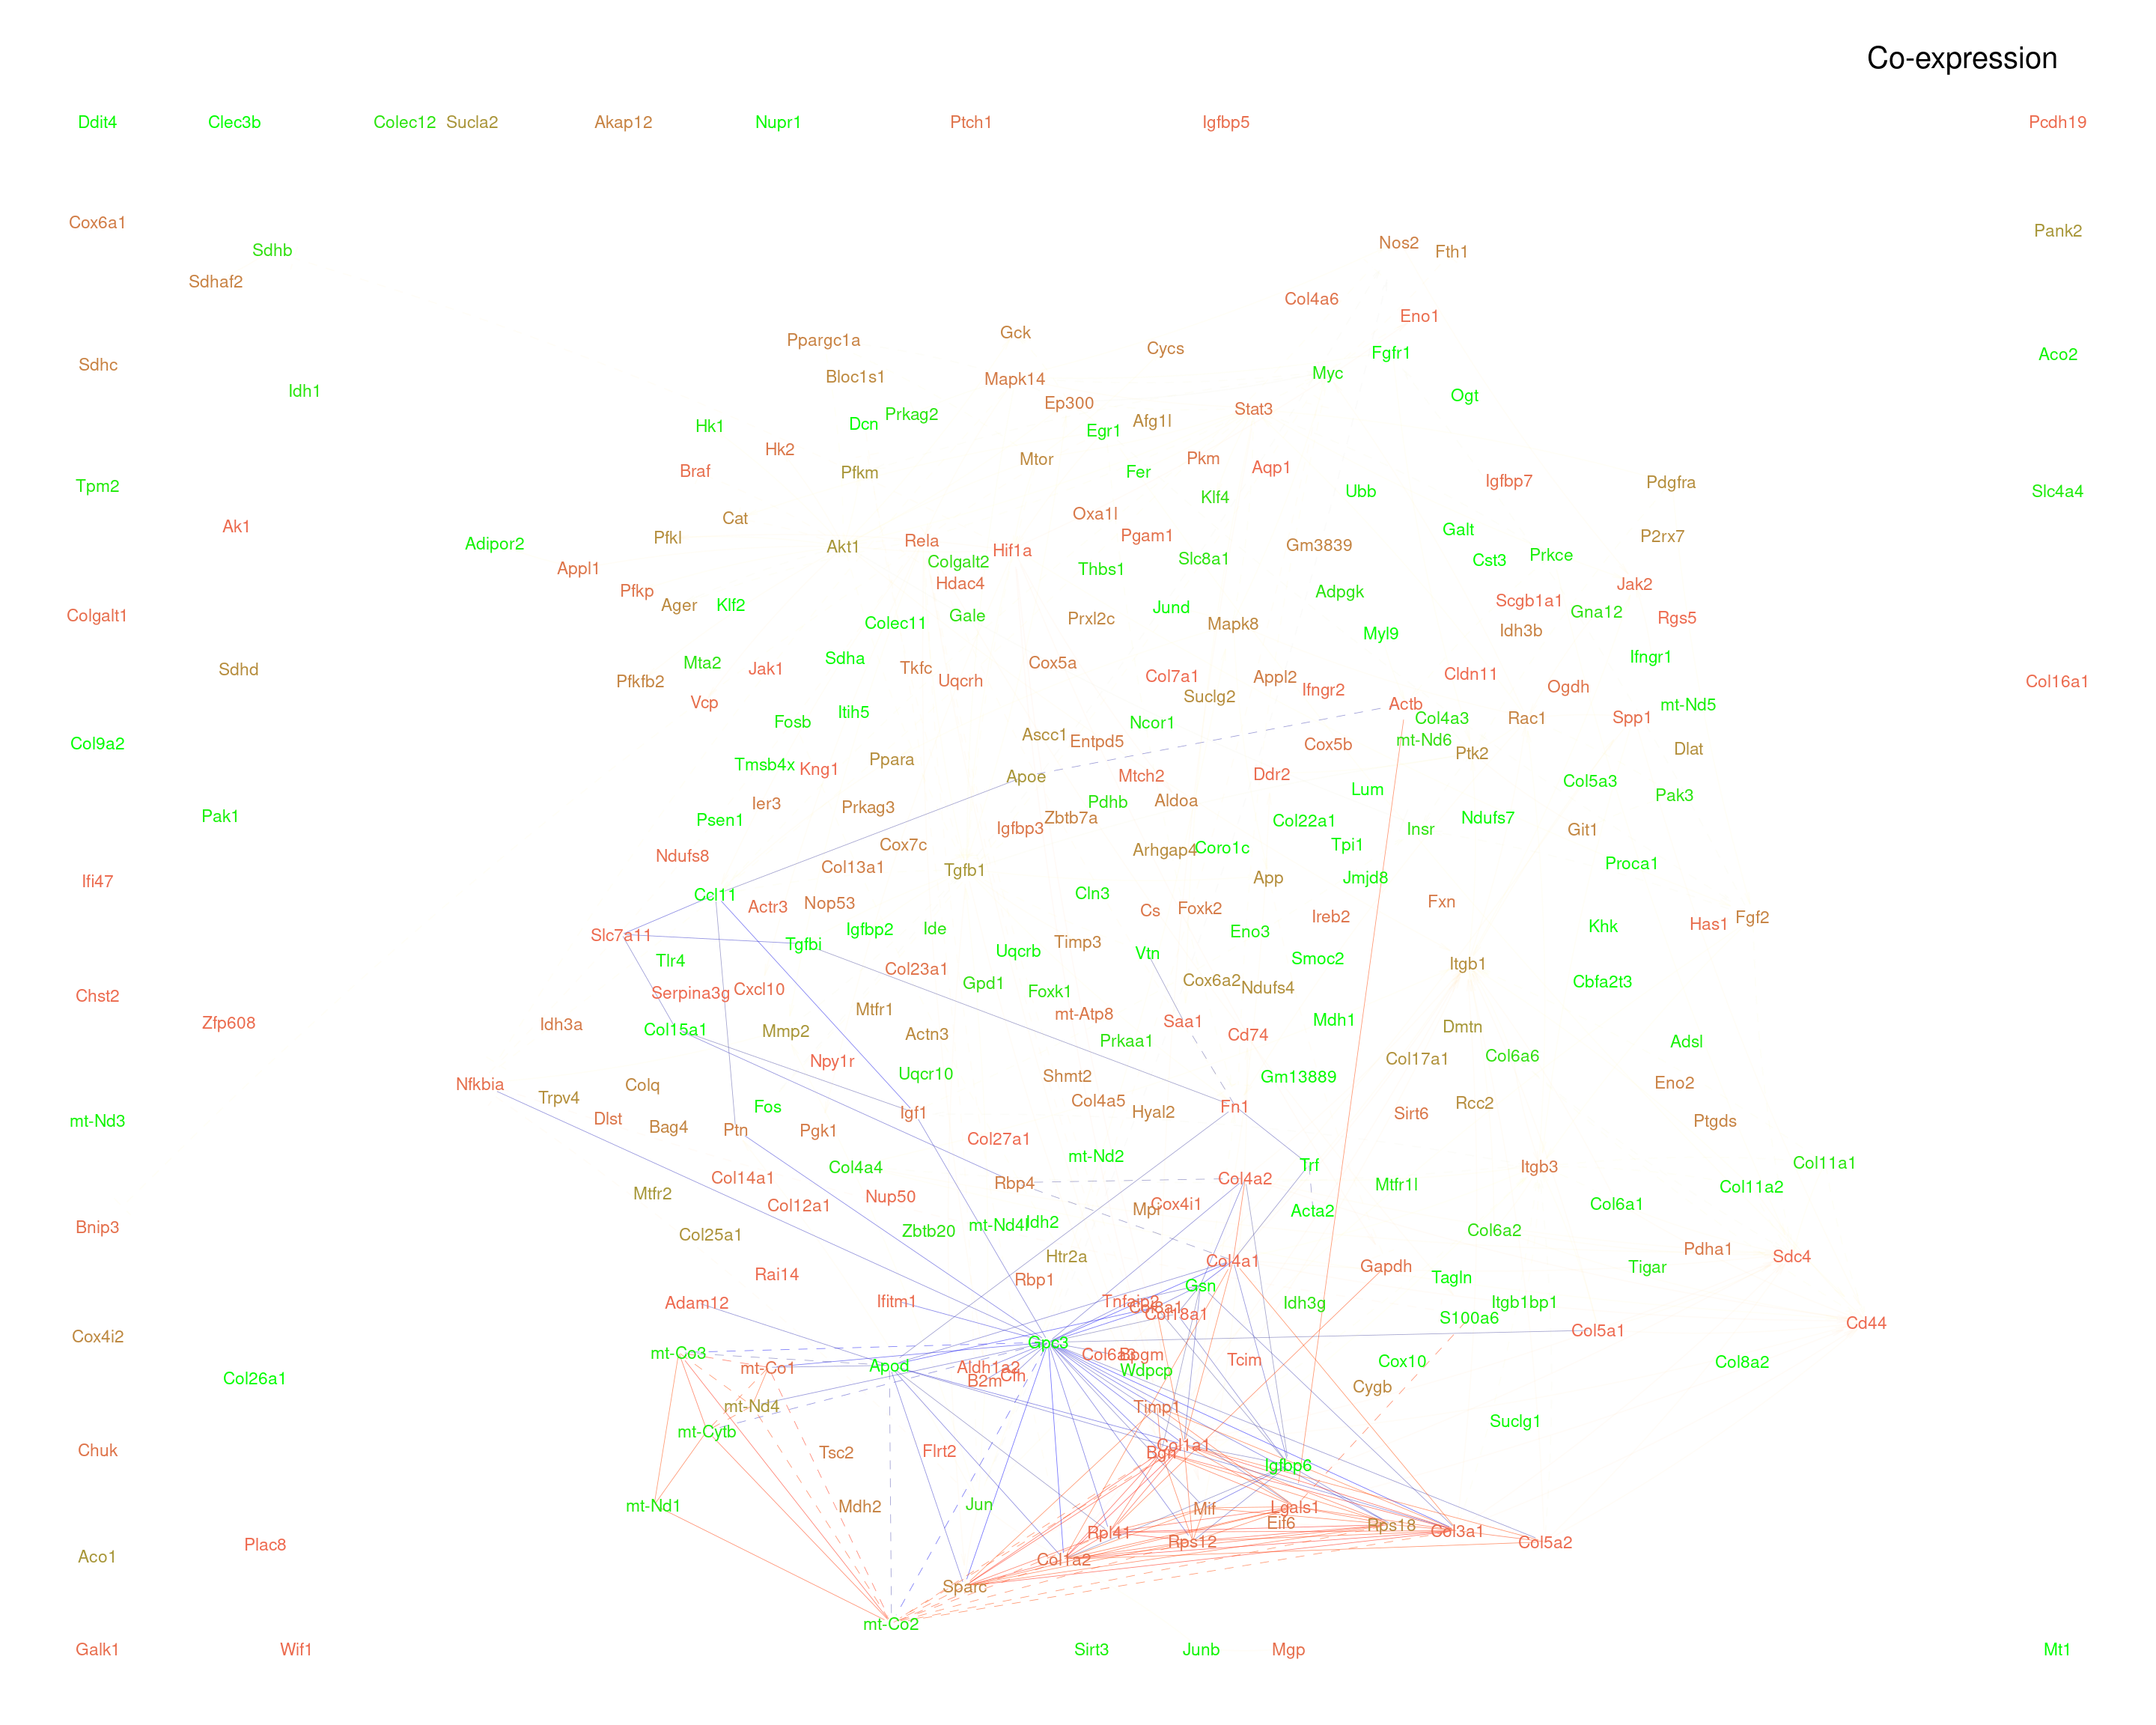 Co-expression
Ddit4 Clec3b Colec12 Sucla2 Akap12 Nupr1 Ptch1 Igfbp5 Pcdh19
Cox6a1 Pank2
Sdhb Nos2 Fth1
Sdhaf2
Col4a6
Eno1
Ppargc1a Gck Cycs Fgfr1 Aco2
Sdhc Bloc1s1 Mapk14 Myc
Idh1 Ep300 Stat3 Ogt
Hk1 Dcn Prkag2 Egr1 Afg1l
Hk2 Mtor Pkm Aqp1
Braf Pfkm Fer
Tpm2 Klf4 Ubb Igfbp7 Pdgfra Slc4a4
Ak1 Cat Oxa1l
Adipor2 Pfkl Akt1 Rela Hif1a Pgam1 Gm3839 Galt P2rx7
Appl1 Colgalt2 Thbs1 Slc8a1 Cst3 Prkce
Pfkp Hdac4 Adpgk Jak2
Colgalt1 Ager Klf2 Colec11 Gale Prxl2c Jund Mapk8 Scgb1a1 Gna12 Rgs5
Myl9 Idh3b
Sdhd Mta2 Jak1 Sdha Tkfc Cox5a Ifngr1
Pfkfb2 Uqcrh Col7a1 Appl2 Cldn11 Ogdh Col16a1
Vcp Suclg2 Ifngr2 Actb mt-Nd5
Fosb Itih5 Ncor1 Col4a3 Rac1 Spp1
Col9a2 Ascc1 Entpd5 Cox5b mt-Nd6 Ptk2 Dlat
Tmsb4x Kng1 Ppara Apoe Mtch2 Ddr2 Col5a3
Pak1 Ier3 Prkag3 Pdhb Aldoa Lum Pak3
Psen1 Igfbp3 Zbtb7a Col22a1 Insr Ndufs7 Git1
Ndufs8 Cox7c Arhgap4 Coro1c Tpi1 Proca1
Ifi47 Col13a1 Tgfb1 App Jmjd8
Ccl11 Actr3 Nop53 Cln3 Cs Foxk2 Ireb2 Fxn
Slc7a11 Tgfbi Igfbp2 Ide Timp3 Eno3 Khk Has1 Fgf2
Tlr4 Col23a1 Uqcrb Vtn Smoc2 Itgb1
Chst2 Serpina3g Cxcl10 Gpd1 Foxk1 Cox6a2 Ndufs4 Cbfa2t3
Zfp608 Idh3a Col15a1 Mmp2 Mtfr1 Actn3 mt-Atp8 Saa1 Cd74 Mdh1 Dmtn
Npy1r Prkaa1 Col17a1 Col6a6 Adsl
Nfkbia Colq Uqcr10 Shmt2 Gm13889 Eno2
Trpv4 Fos Igf1 Col4a5 Hyal2 Fn1 Sirt6 Rcc2
mt-Nd3 Dlst Bag4 Ptn Pgk1 Col27a1 Ptgds
Col14a1 Col4a4 mt-Nd2 Trf Itgb3 Col11a1
Mtfr2 Nup50 Rbp4 Col4a2 Mtfr1l Col11a2
Bnip3 Col12a1 Zbtb20 mt-Nd4l Idh2 Mpi Cox4i1 Acta2 Col6a1
Col25a1 Htr2a Col6a2
Rai14 Rbp1 Col4a1 Gapdh Pdha1 Sdc4
Adam12 Ifitm1 Gsn Tagln Tigar
Tnfaip2 Col8a1 Col18a1 Idh3g Itgb1bp1
Cox4i2 S100a6 Col5a1 Cd44
mt-Co3 Gpc3 Col6a3 Bpgm Tcim
Col26a1 mt-Co1 Apod Aldh1a2 Cfh Wdpcp Cox10 Col8a2
B2m Cygb
mt-Nd4 Timp1
mt-Cytb Suclg1
Chuk Tsc2 Flrt2 Col1a1 Bgn Igfbp6
mt-Nd1 Mdh2 Jun Mif Lgals1
Plac8 Rpl41 Rps12 Eif6 Rps18 Col3a1 Col5a2
Aco1 Col1a2
Sparc
mt-Co2
Galk1 Wif1 Sirt3 Junb Mgp Mt1